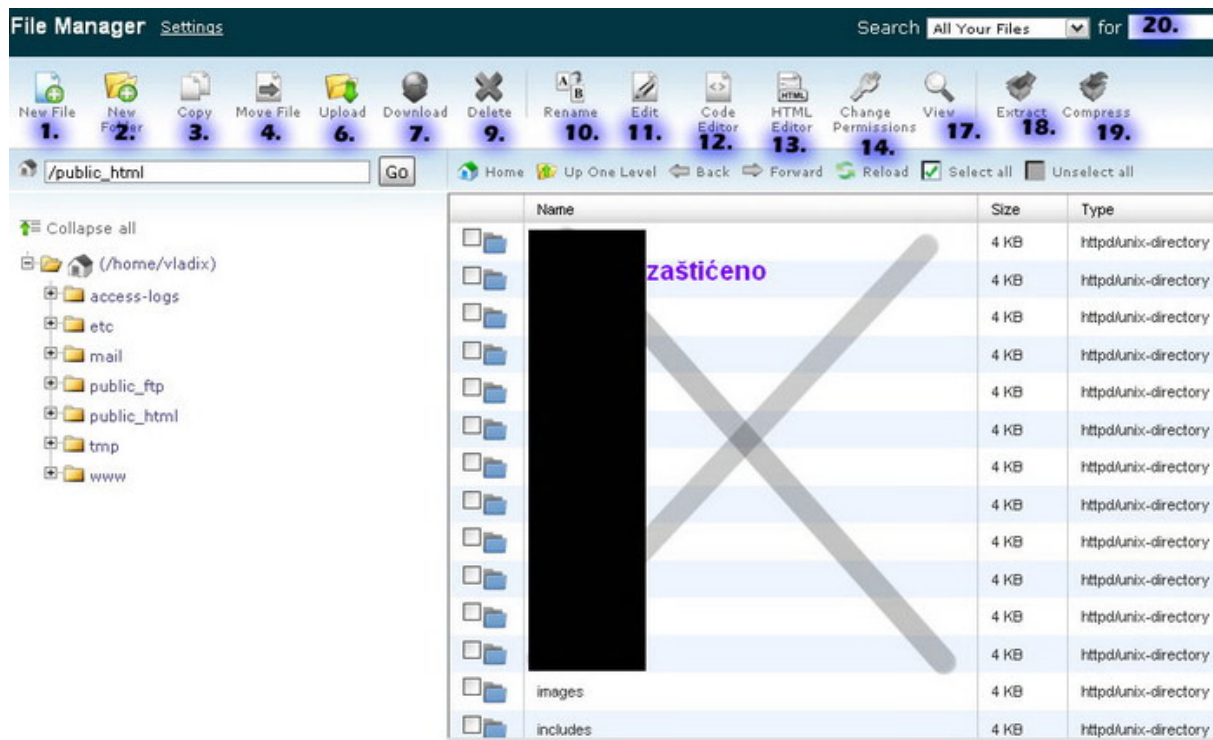 File Manager Settings Search All Your Files for 20.
New File New Folder Copy Move File Upload Download Delete Rename Edit Code Editor HTML Editor Change Permissions View Extract Compress
1. 2. 3. 4. 6. 7. 9. 10. 11. 12. 13. 14. 17. 18. 19.
/public_html Go Home Up One Level Back Forward Reload Select all Unselect all
Name Size Type
Collapse all
(/home/vladix)
access-logs
etc
mail
public_ftp
public_html
tmp
www
zaštićeno
4 KB httpd/unix-directory
4 KB httpd/unix-directory
4 KB httpd/unix-directory
4 KB httpd/unix-directory
4 KB httpd/unix-directory
4 KB httpd/unix-directory
4 KB httpd/unix-directory
4 KB httpd/unix-directory
4 KB httpd/unix-directory
4 KB httpd/unix-directory
4 KB httpd/unix-directory
4 KB httpd/unix-directory
images 4 KB httpd/unix-directory
includes 4 KB httpd/unix-directory